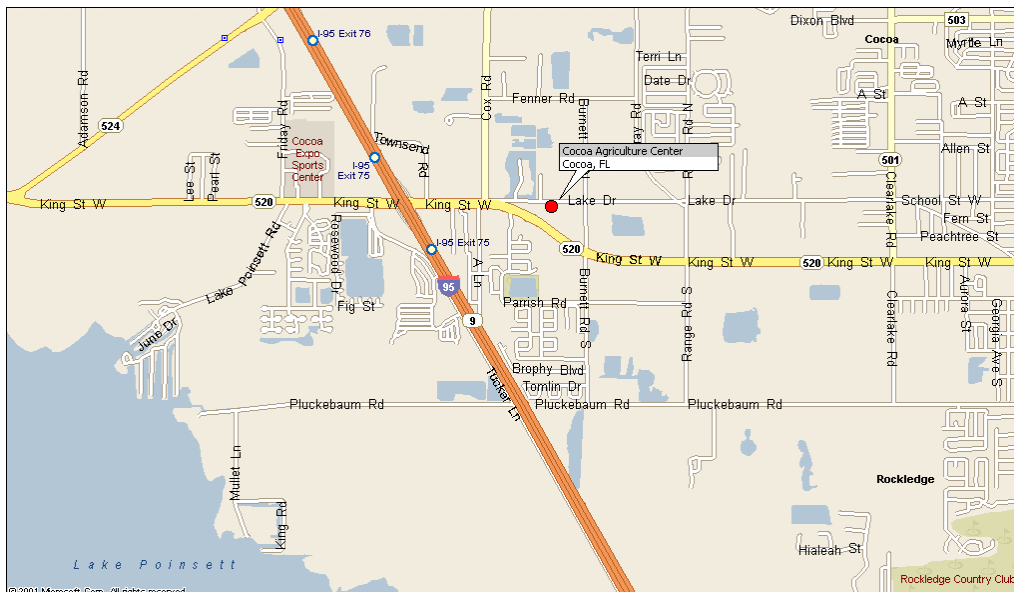 Dixon Blvd
503
I-95 Exit 76
Cocoa
Myrtle Ln
Terri Ln
Date Dr
Adamson Rd
Cox Rd
Fenner Rd
A St
A St
524
Friday Rd
Burnett
Rd N
Townsend
Rd
Cocoa
Expo
Sports
Center
Allen St
Lee St
Pearl St
I-95
Exit 75
Cocoa Agriculture Center
Cocoa, FL
501
Clearlake Rd
King St W
520
King St W
King St W
Lake Dr
Lake Dr
School St W
Fern St
Peachtree St
Lake Poinsett Rd
Rosewood Dr
I-95 Exit 75
520
King St W
King St W
520
King St W
King St W
A Ln
95
Fig St
Parrish Rd
Burnett Rd S
Range Rd S
Clearlake Rd
Aurora St
Georgia Ave S
9
June Dr
Brophy Blvd
Tomlin Dr
Tucker Ln
Pluckebaum Rd
Pluckebaum Rd
Pluckebaum Rd
Mullet Ln
King Rd
Rockledge
Hialeah St
Lake Poinsett
Rockledge Country Club